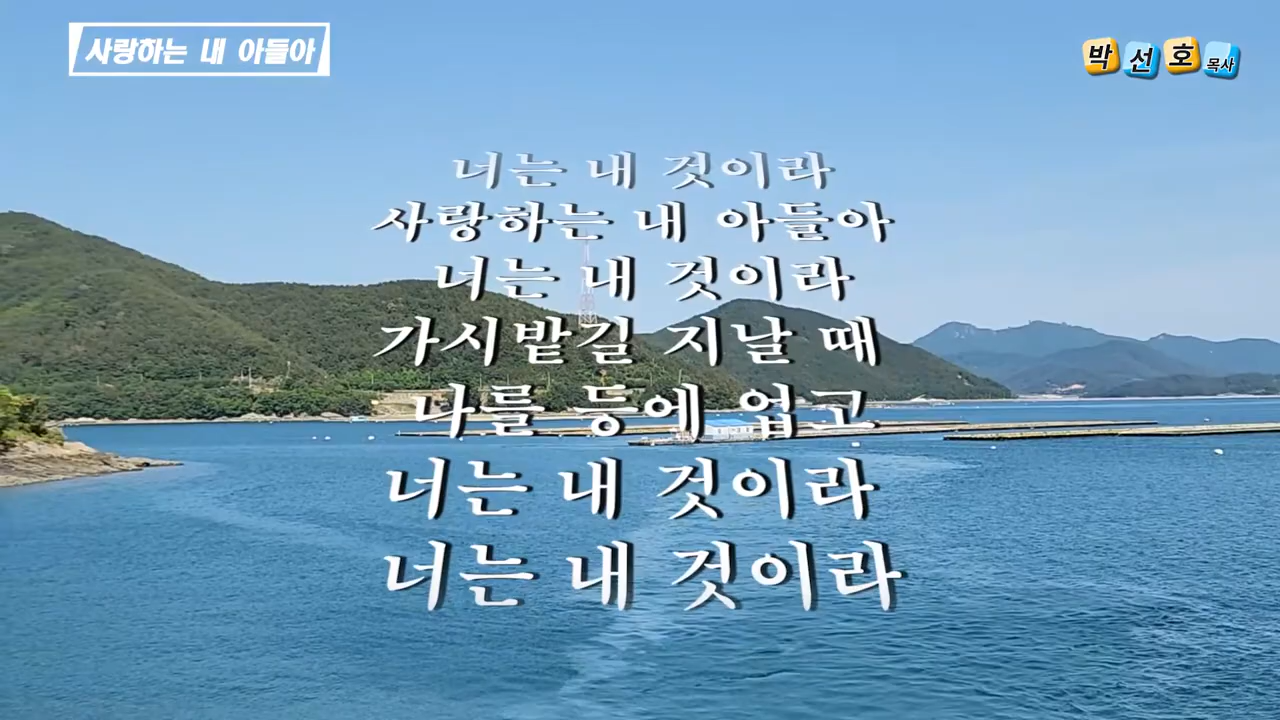 사랑하는 내 아들아
박선호 목사
너는 내 것이라
사랑하는 내 아들아
너는 내 것이라
가시밭길 지날 때
나를 등에 업고
너는 내 것이라
너는 내 것이라